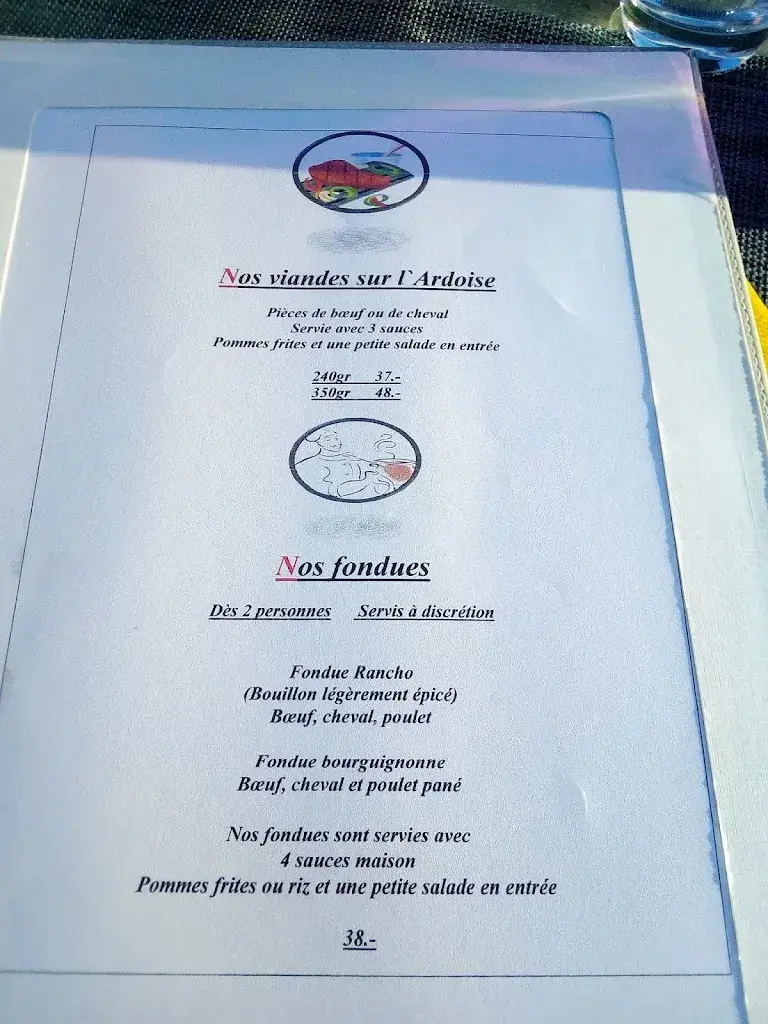 Nos viandes sur l`Ardoise
Pièces de bœuf ou de cheval
Servie avec 3 sauces
Pommes frites et une petite salade en entrée
240gr 37.-
350gr 48.-
Nos fondues
Dès 2 personnes Servis à discrétion
Fondue Rancho
(Bouillon légèrement épicé)
Bœuf, cheval, poulet
Fondue bourguignonne
Bœuf, cheval et poulet pané
Nos fondues sont servies avec
4 sauces maison
Pommes frites ou riz et une petite salade en entrée
38.-